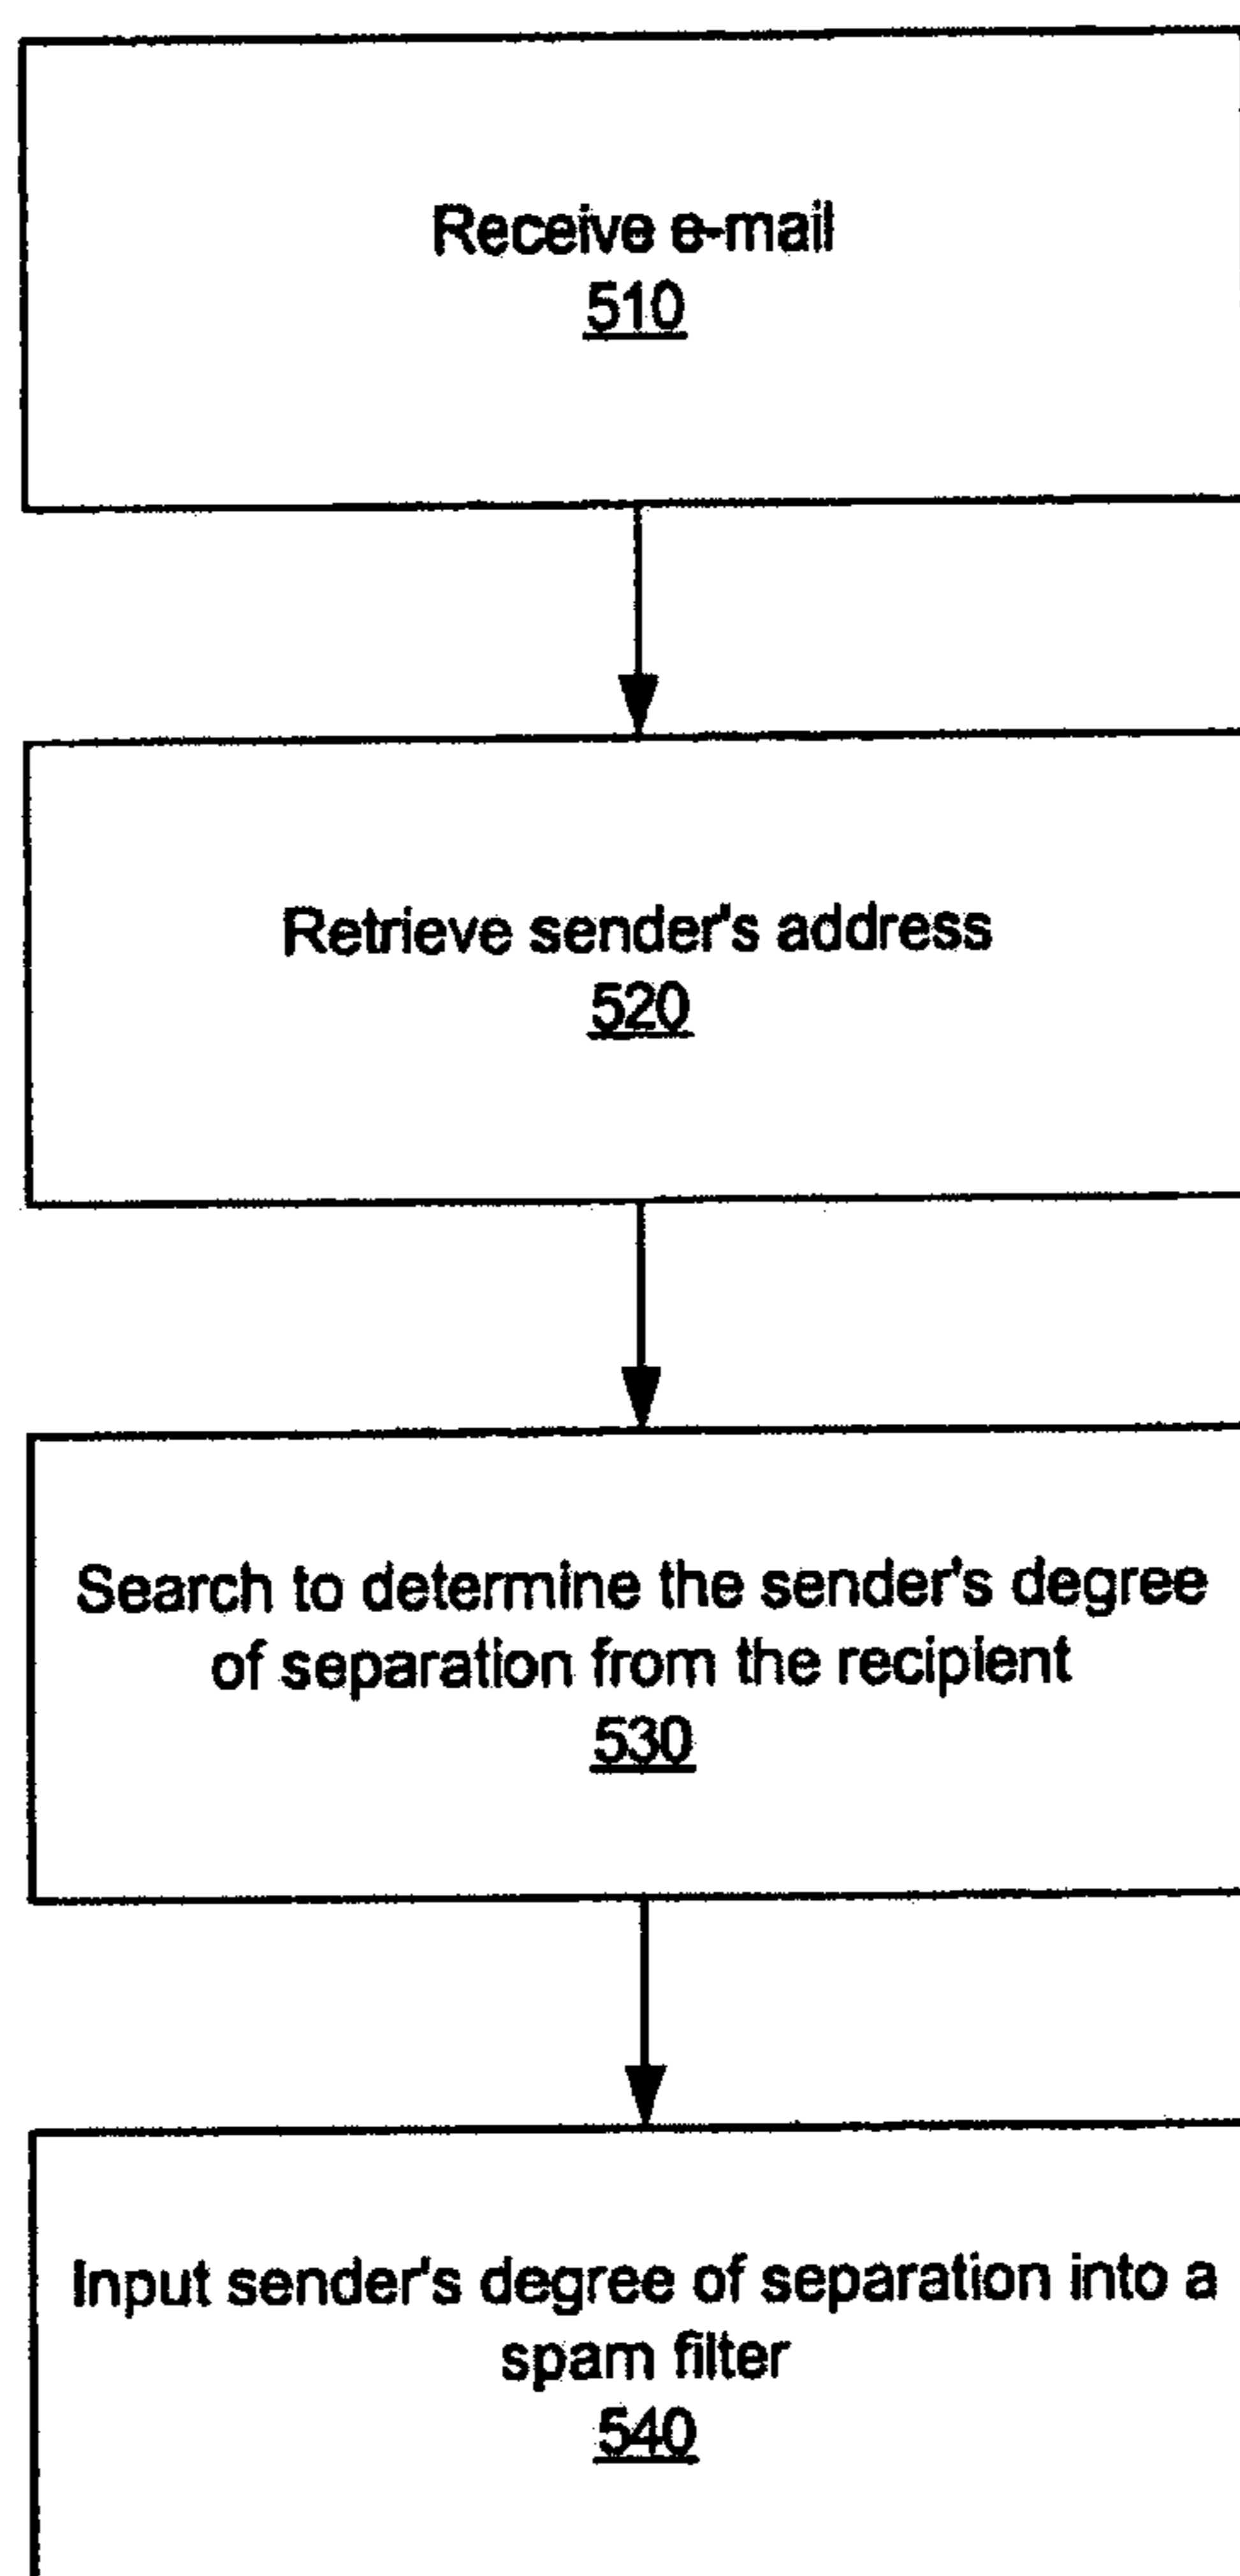 Receive e-mail
510
Retrieve sender's address
520
Search to determine the sender's degree
of separation from the recipient
530
Input sender's degree of separation into a
spam filter
540